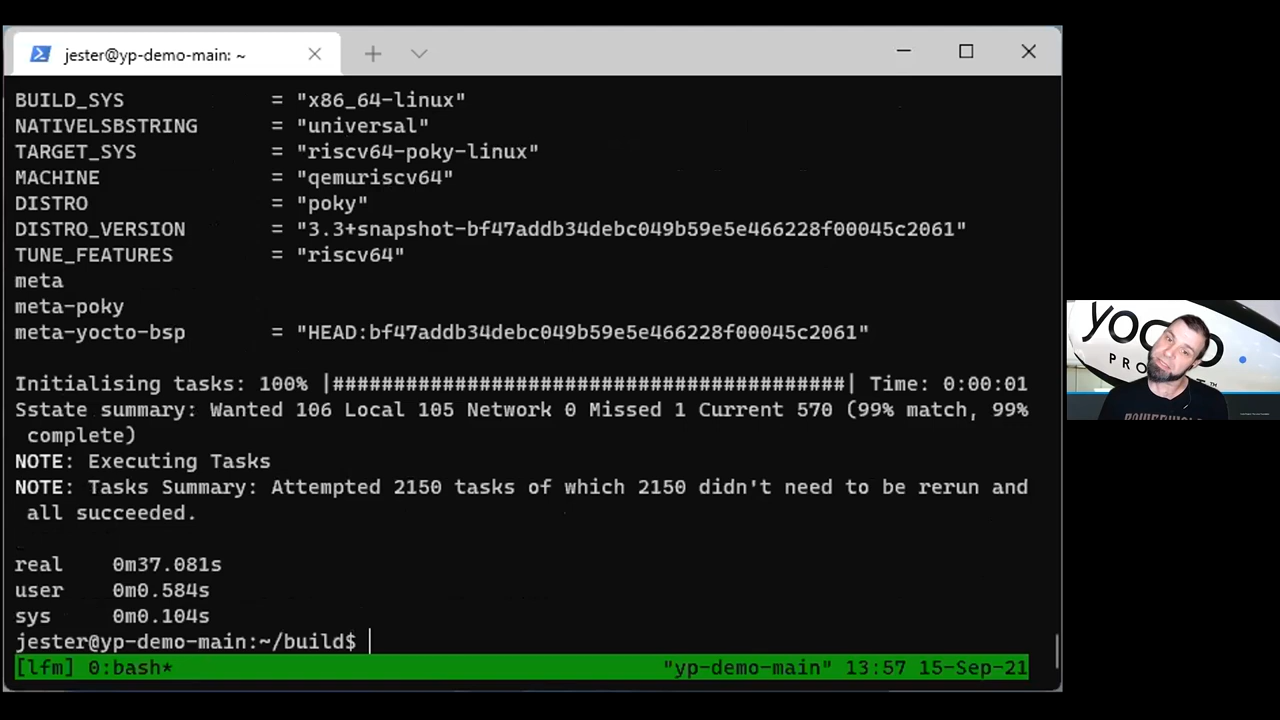 jester@yp-demo-main: ~
BUILD_SYS = "x86_64-linux"
NATIVELSBSTRING = "universal"
TARGET_SYS = "riscv64-poky-linux"
MACHINE = "qemuriscv64"
DISTRO = "poky"
DISTRO_VERSION = "3.3+snapshot-bf47addb34debc049b59e5e466228f00045c2061"
TUNE_FEATURES = "riscv64"
meta
meta-poky
meta-yocto-bsp = "HEAD:bf47addb34debc049b59e5e466228f00045c2061"
Initialising tasks: 100% |##########################################| Time: 0:00:01
Sstate summary: Wanted 106 Local 105 Network 0 Missed 1 Current 570 (99% match, 99%
complete)
NOTE: Executing Tasks
NOTE: Tasks Summary: Attempted 2150 tasks of which 2150 didn't need to be rerun and
all succeeded.
real 0m37.081s
user 0m0.584s
sys 0m0.104s
jester@yp-demo-main:~/build$
[lfm] 0:bash* "yp-demo-main" 13:57 15-Sep-21
yocto